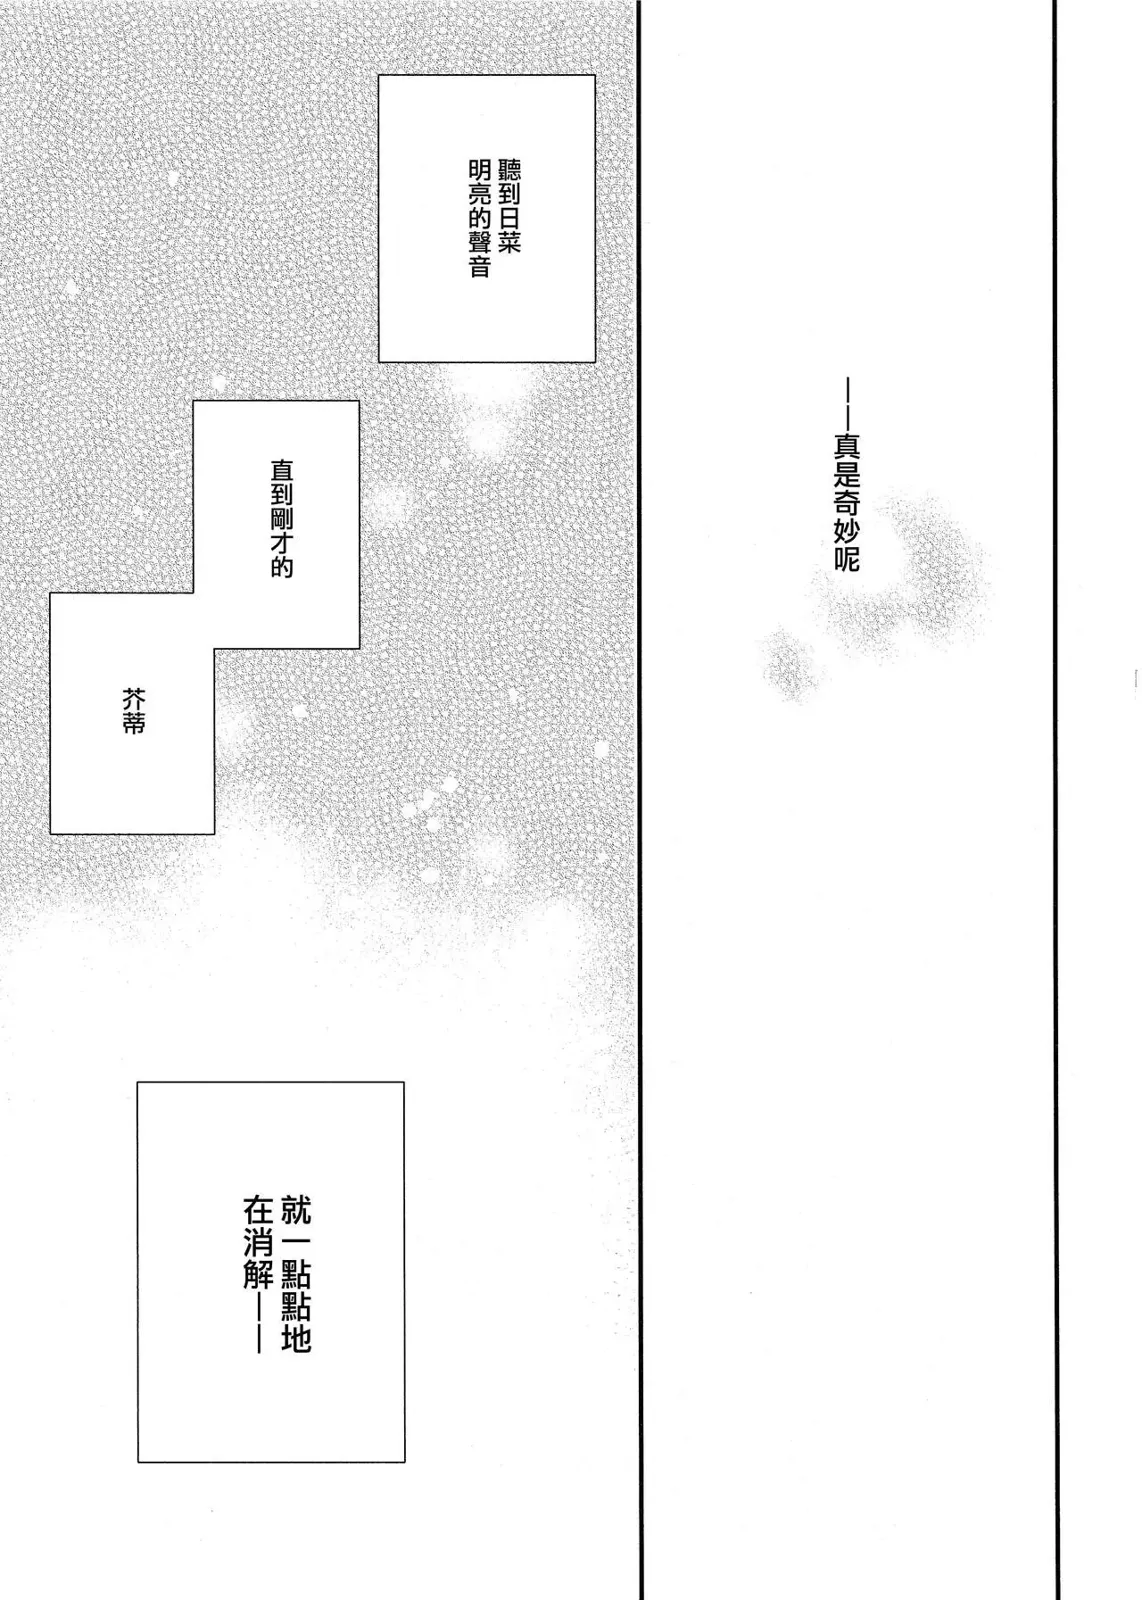 ——真是奇妙呢
聽到日菜
明亮的聲音
直到剛才的
芥蒂
就一點點地
在消解——